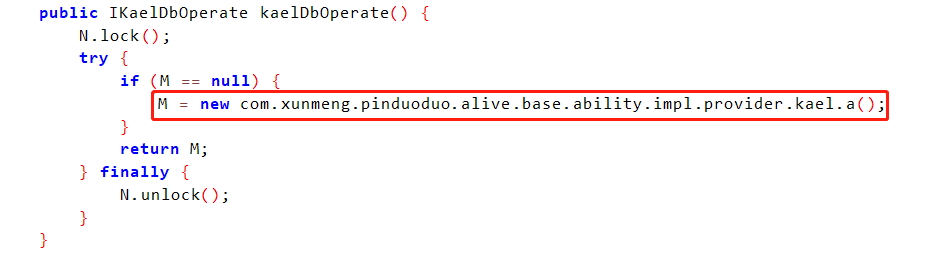 public IKaelDbOperate kaelDbOperate() {
N.lock();
try {
if (M == null) {
M = new com.xunmeng.pinduoduo.alive.base.ability.impl.provider.kael.a();
}
return M;
} finally {
N.unlock();
}
}